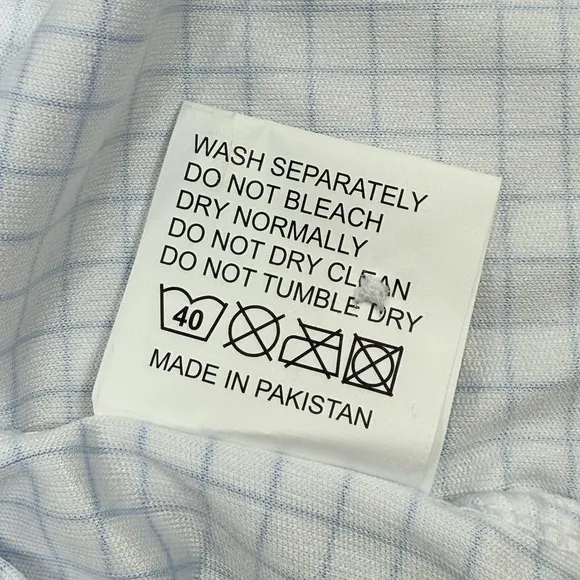 WASH SEPARATELY
DO NOT BLEACH
DRY NORMALLY
DO NOT DRY CLEAN
DO NOT TUMBLE DRY
40
MADE IN PAKISTAN